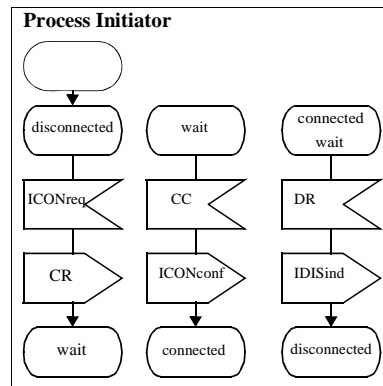 Process Initiator
disconnected
ICONreq
CR
wait
wait
CC
ICONconf
connected
connected
wait
DR
IDISind
disconnected